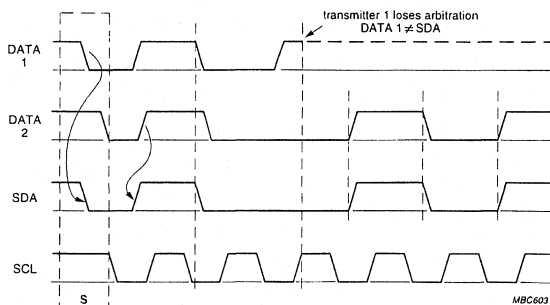 transmitter 1 loses arbitration
DATA 1 ≠ SDA
DATA
1
DATA
2
SDA
SCL
S
MBC603